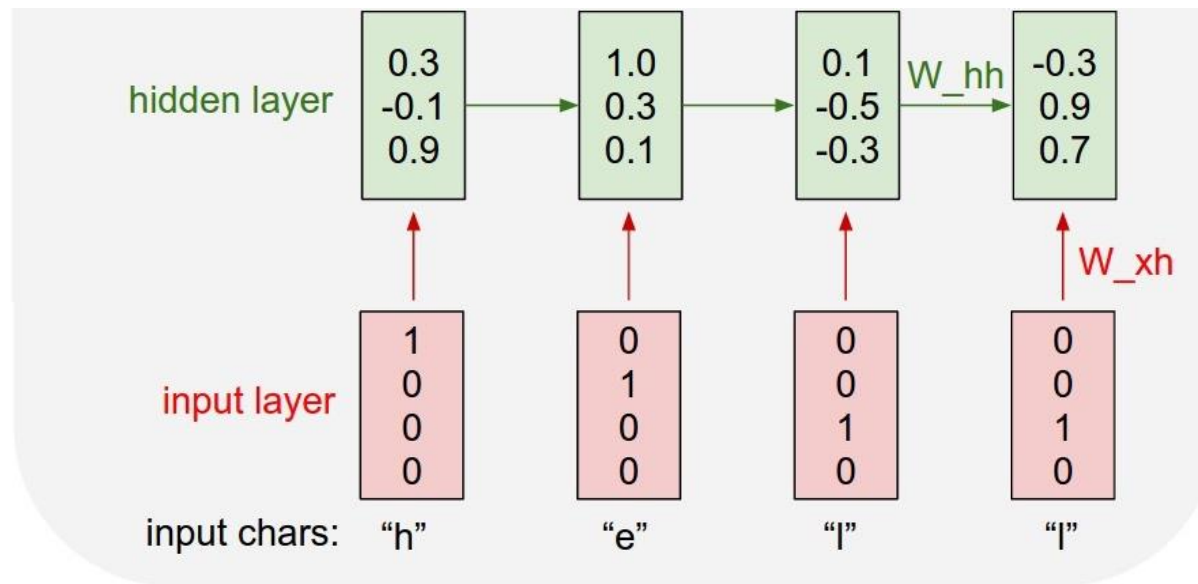 0.3 1.0 0.1 W_hh -0.3
hidden layer -0.1 0.3 -0.5 0.9
0.9 0.1 -0.3 0.7
W_xh
1 0 0 0
0 1 0 0
input layer 0 0 1 1
0 0 0 0
input chars: “h” “e” “l” “l”